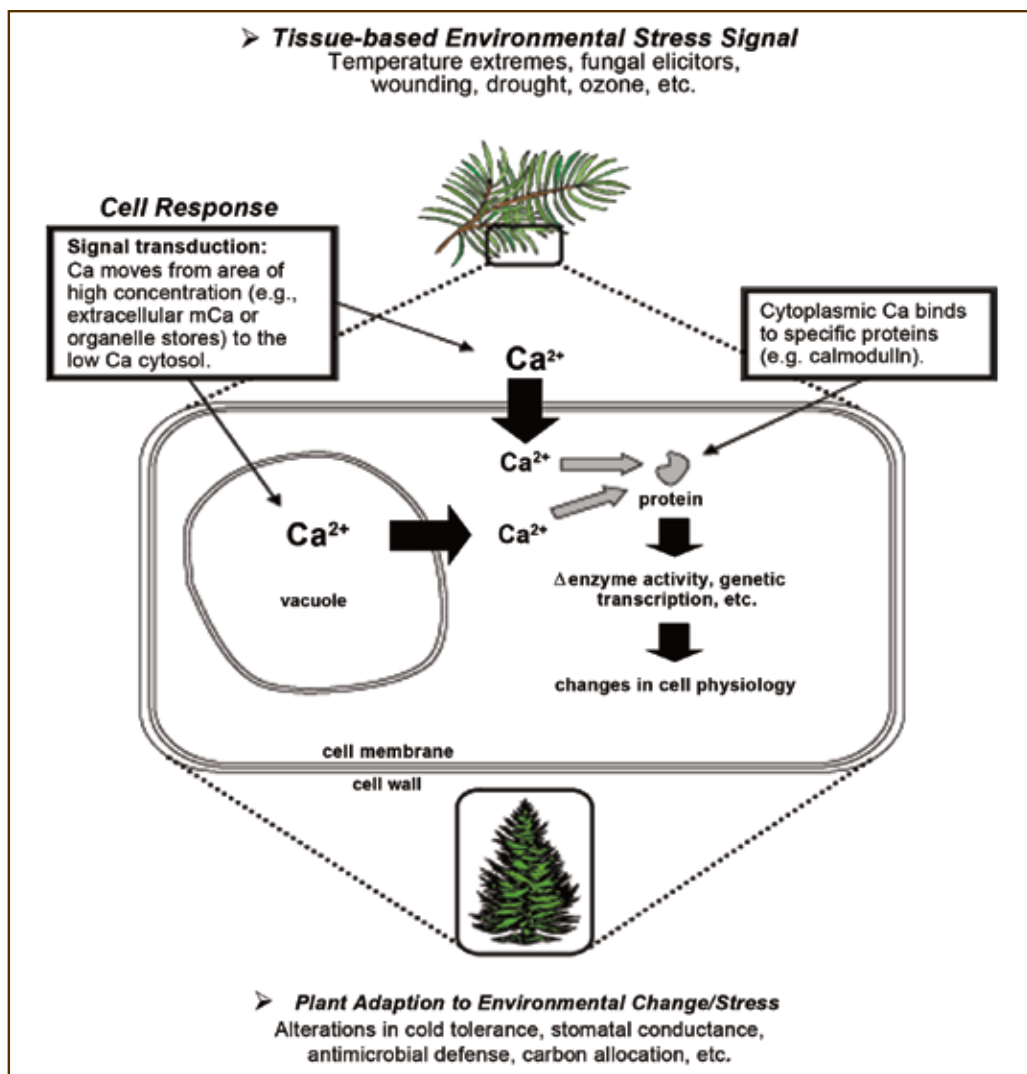 ➢ Tissue-based Environmental Stress Signal
Temperature extremes, fungal elicitors,
wounding, drought, ozone, etc.
Cell Response
Signal transduction:
Ca moves from area of
high concentration (e.g.,
extracellular mCa or
organelle stores) to the
low Ca cytosol.
Cytoplasmic Ca binds
to specific proteins
(e.g. calmodulIn).
Ca²⁺
Ca²⁺
protein
Ca²⁺
Ca²⁺
vacuole
Δ enzyme activity, genetic
transcription, etc.
changes in cell physiology
cell membrane
cell wall
➢ Plant Adaption to Environmental Change/Stress
Alterations in cold tolerance, stomatal conductance,
antimicrobial defense, carbon allocation, etc.